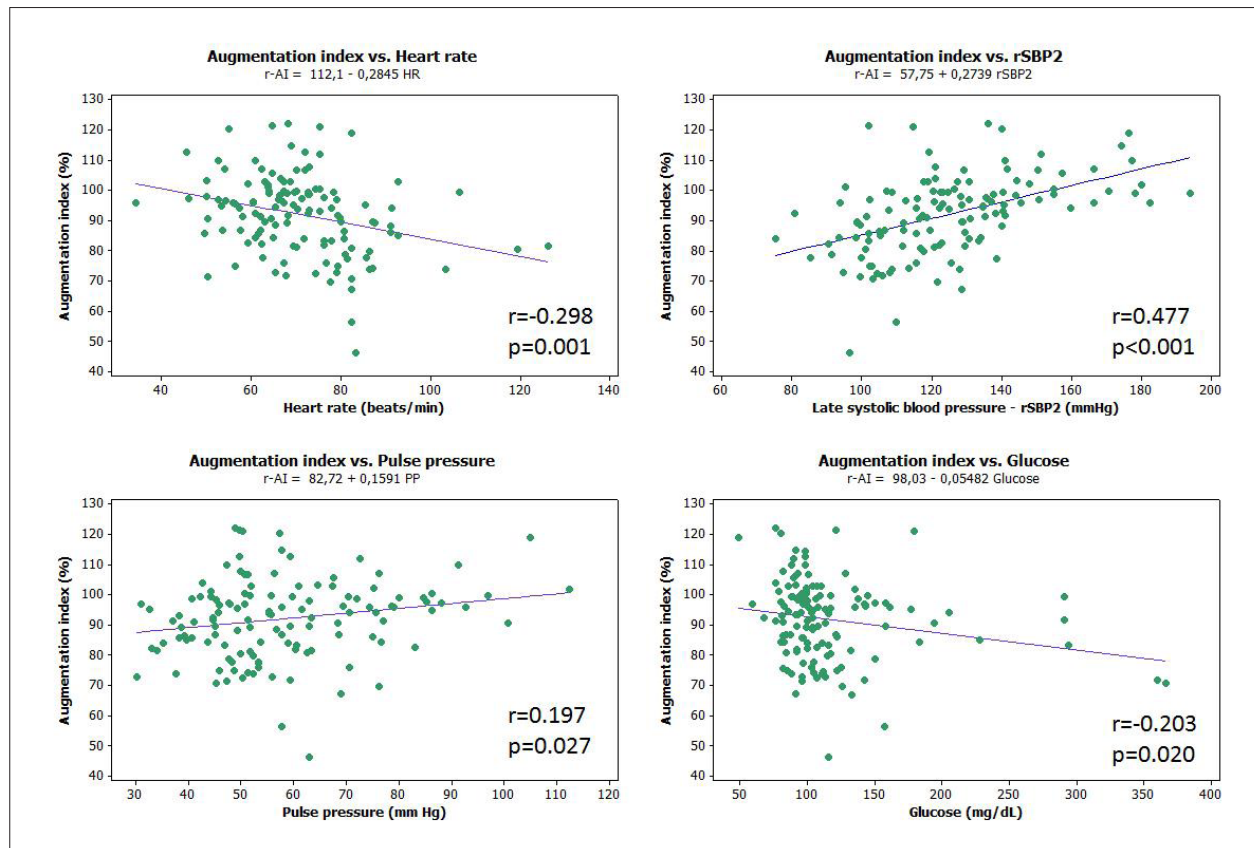 Augmentation index vs. Heart rate
r-AI = 112,1 - 0,2845 HR
Augmentation index (%)
130
120
110
100
90
80
70
60
50
40
r=-0.298
p=0.001
40 60 80 100 120 140
Heart rate (beats/min)
Augmentation index vs. rSBP2
r-AI = 57,75 + 0,2739 rSBP2
Augmentation index (%)
130
120
110
100
90
80
70
60
50
40
r=0.477
p<0.001
60 80 100 120 140 160 180 200
Late systolic blood pressure - rSBP2 (mmHg)
Augmentation index vs. Pulse pressure
r-AI = 82,72 + 0,1591 PP
Augmentation index (%)
130
120
110
100
90
80
70
60
50
40
r=0.197
p=0.027
30 40 50 60 70 80 90 100 110 120
Pulse pressure (mm Hg)
Augmentation index vs. Glucose
r-AI = 98,03 - 0,05482 Glucose
Augmentation index (%)
130
120
110
100
90
80
70
60
50
40
r=-0.203
p=0.020
50 100 150 200 250 300 350 400
Glucose (mg/dL)